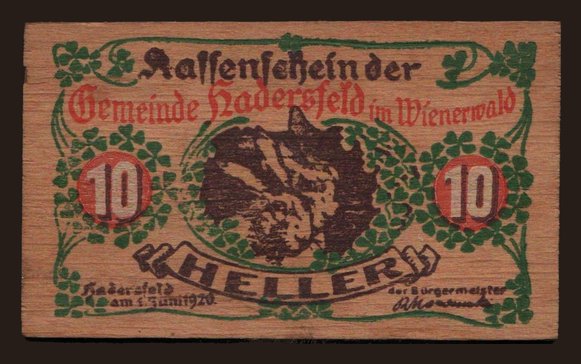 Kassenschein der
Gemeinde Hadersfeld im Wienerwald
10
10
HELLER
Hadersfeld
am 1. Juni 1920.
der Bürgermeister